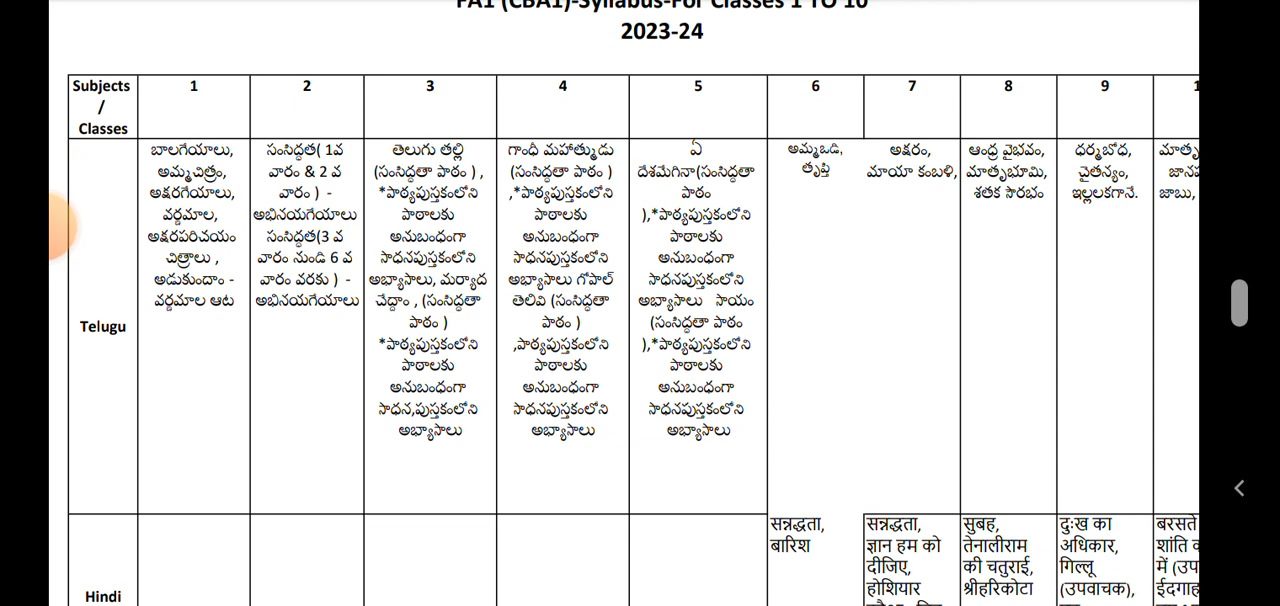 FA1 (CBA1)-Syllabus-For Classes 1 TO 10
2023-24
Subjects
/
Classes
1
2
3
4
5
6
7
8
9
Telugu
బాలగేయాలు,
అమ్మచిత్రం,
అక్షరగేయాలు,
వర్ణమాల,
అక్షరపరిచయం
చిత్రాలు ,
ఆడుకుందాం -
వర్ణమాల ఆట
సంసిద్ధత( 1వ
వారం & 2 వ
వారం ) -
అభినయగేయాలు
సంసిద్ధత(3 వ
వారం నుండి 6 వ
వారం వరకు ) -
అభినయగేయాలు
తెలుగు తల్లి
(సంసిద్ధతా పాఠం ) ,
*పాఠ్యపుస్తకంలోని
పాఠాలకు
అనుబంధంగా
సాధనపుస్తకంలోని
అభ్యాసాలు, మర్యాద
చేద్దాం , (సంసిద్ధతా
పాఠం )
*పాఠ్యపుస్తకంలోని
పాఠాలకు
అనుబంధంగా
సాధన,పుస్తకంలోని
అభ్యాసాలు
గాంధీ మహాత్ముడు
(సంసిద్ధతా పాఠం )
,*పాఠ్యపుస్తకంలోని
పాఠాలకు
అనుబంధంగా
సాధనపుస్తకంలోని
అభ్యాసాలు గోపాల్
తెలివి (సంసిద్ధతా
పాఠం )
,పాఠ్యపుస్తకంలోని
పాఠాలకు
అనుబంధంగా
సాధనపుస్తకంలోని
అభ్యాసాలు
ఏ
దేశమేగినా(సంసిద్ధతా
పాఠం
),*పాఠ్యపుస్తకంలోని
పాఠాలకు
అనుబంధంగా
సాధనపుస్తకంలోని
అభ్యాసాలు సాయం
(సంసిద్ధతా పాఠం
),*పాఠ్యపుస్తకంలోని
పాఠాలకు
అనుబంధంగా
సాధనపుస్తకంలోని
అభ్యాసాలు
అమ్మఒడి,
తృప్తి
అక్షరం,
మాయా కంబళి,
ఆంధ్ర వైభవం,
మాతృభూమి,
శతక సౌరభం
ధర్మబోధ,
చైతన్యం,
ఇల్లలకగానే.
జాబు,
Hindi
सन्नद्धता,
बारिश
सन्नद्धता,
ज्ञान हम को
दीजिए,
होशियार
सुबह,
तेनालीराम
की चतुराई,
श्रीहरिकोटा
दुःख का
अधिकार,
गिल्लू
(उपवाचक),
बरसते
शांति
में (उप
ईदगाह